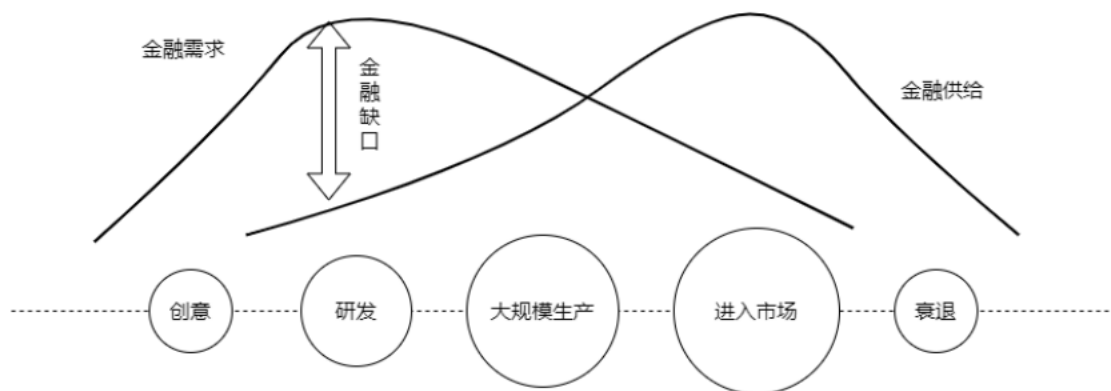 金融需求
金融缺口
金融供给
创意
研发
大规模生产
进入市场
衰退